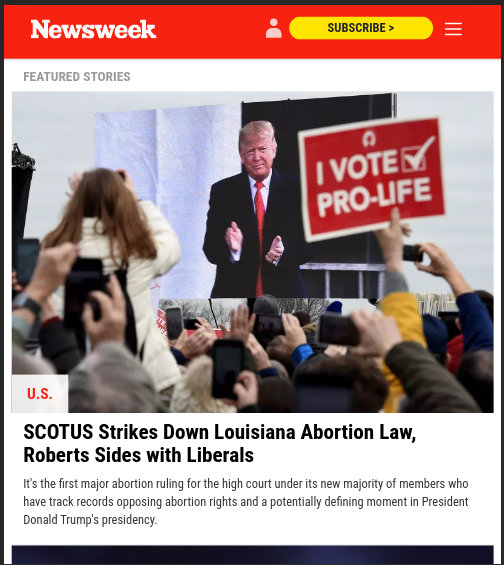 Newsweek
SUBSCRIBE >
FEATURED STORIES
I VOTE
PRO-LIFE
U.S.
SCOTUS Strikes Down Louisiana Abortion Law,
Roberts Sides with Liberals
It's the first major abortion ruling for the high court under its new majority of members who
have track records opposing abortion rights and a potentially defining moment in President
Donald Trump's presidency.